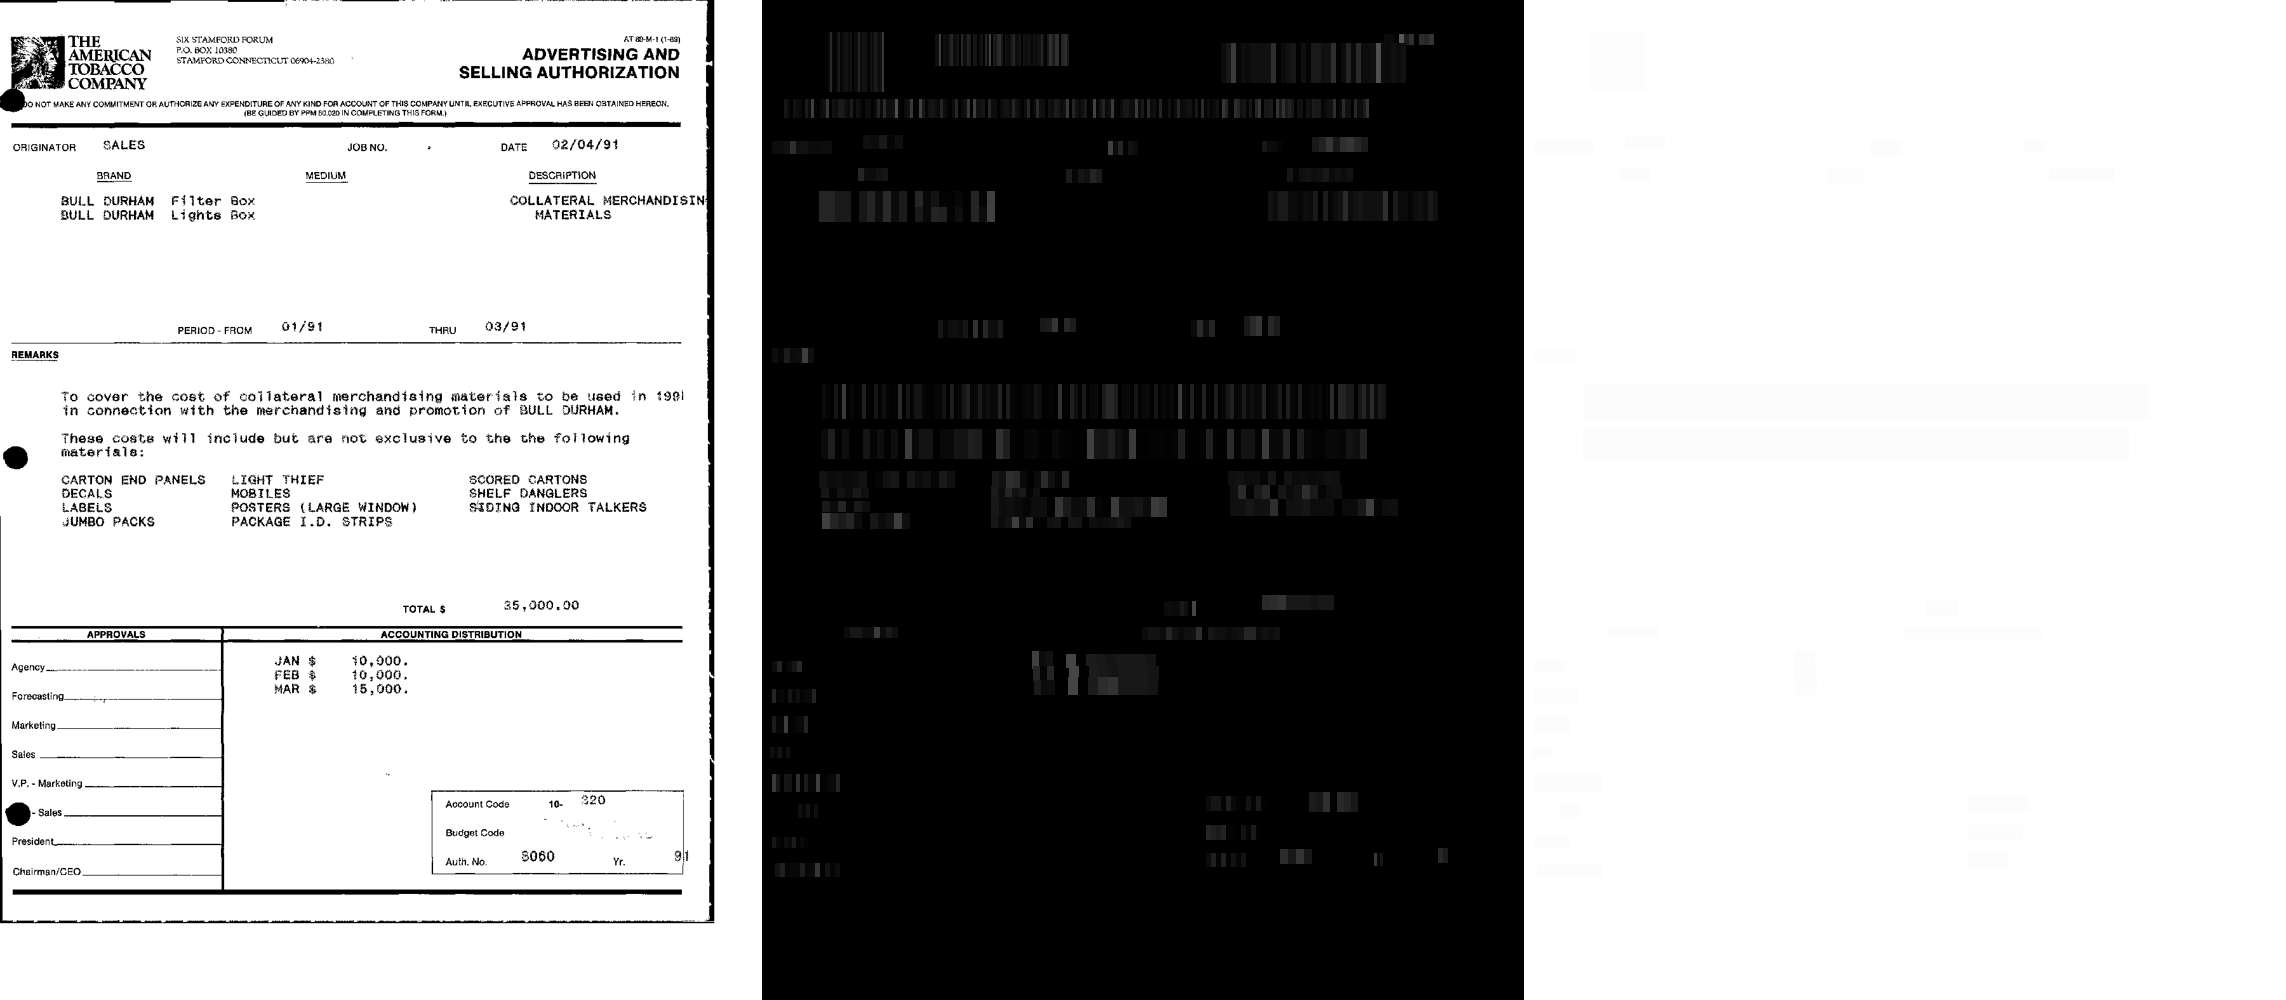 THE
AMERICAN
TOBACCO
COMPANY
SIX STAMFORD FORUM
P.O. BOX 10380
STAMFORD CONNECTICUT 06904-2380
AT 80-M-1 (1-89)
ADVERTISING AND
SELLING AUTHORIZATION
DO NOT MAKE ANY COMMITMENT OR AUTHORIZE ANY EXPENDITURE OF ANY KIND FOR ACCOUNT OF THIS COMPANY UNTIL EXECUTIVE APPROVAL HAS BEEN OBTAINED HEREON.
(BE GUIDED BY PPM 50.020 IN COMPLETING THIS FORM.)
ORIGINATOR SALES JOB NO. DATE 02/04/91
BRAND MEDIUM DESCRIPTION
BULL DURHAM Filter Box COLLATERAL MERCHANDISIN
BULL DURHAM Lights Box MATERIALS
PERIOD - FROM 01/91 THRU 03/91
REMARKS
To cover the cost of collateral merchandising materials to be used in 1991
in connection with the merchandising and promotion of BULL DURHAM.
These costs will include but are not exclusive to the the following
materials:
CARTON END PANELS LIGHT THIEF SCORED CARTONS
DECALS MOBILES SHELF DANGLERS
LABELS POSTERS (LARGE WINDOW) SIDING INDOOR TALKERS
JUMBO PACKS PACKAGE I.D. STRIPS
TOTAL $ 35,000.00
APPROVALS ACCOUNTING DISTRIBUTION
Agency JAN $ 10,000.
FEB $ 10,000.
Forecasting MAR $ 15,000.
Marketing
Sales
V.P. - Marketing
- Sales
President
Chairman/CEO
Account Code 10- 320
Budget Code
Auth. No. 3060 Yr. 91